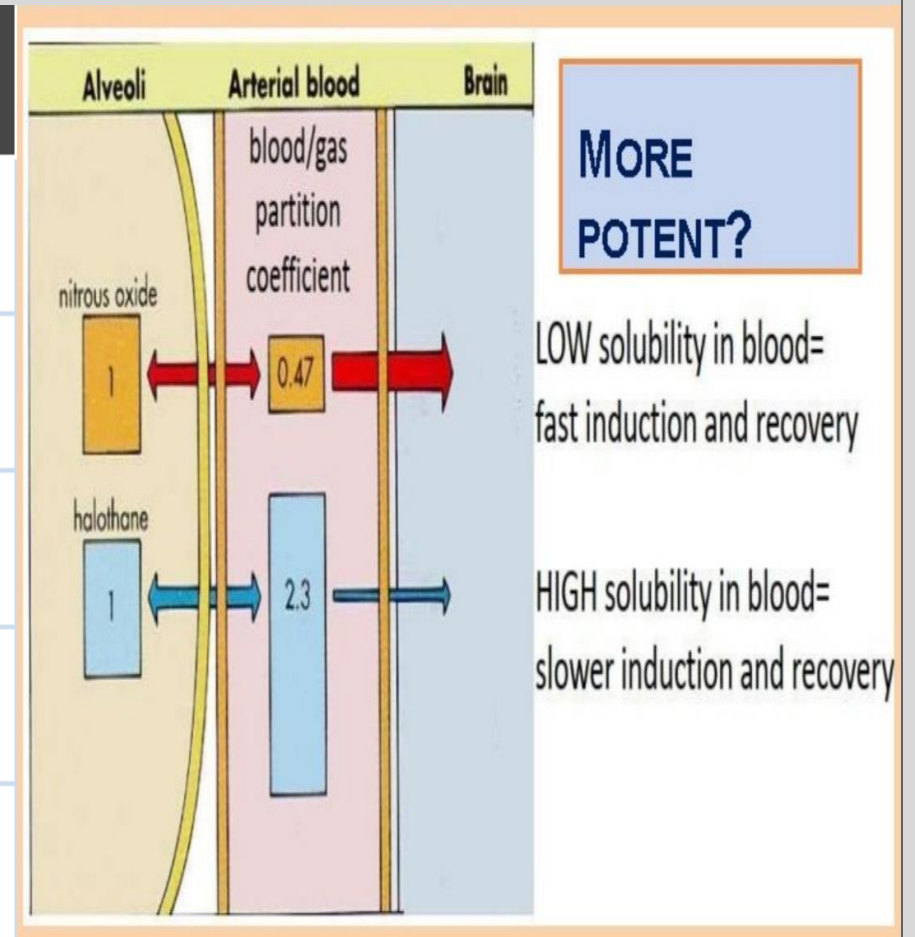 Alveoli
Arterial blood
Brain
blood/gas
partition
coefficient
nitrous oxide
1
0.47
halothane
1
2.3
MORE
POTENT?
LOW solubility in blood=
fast induction and recovery
HIGH solubility in blood=
slower induction and recovery